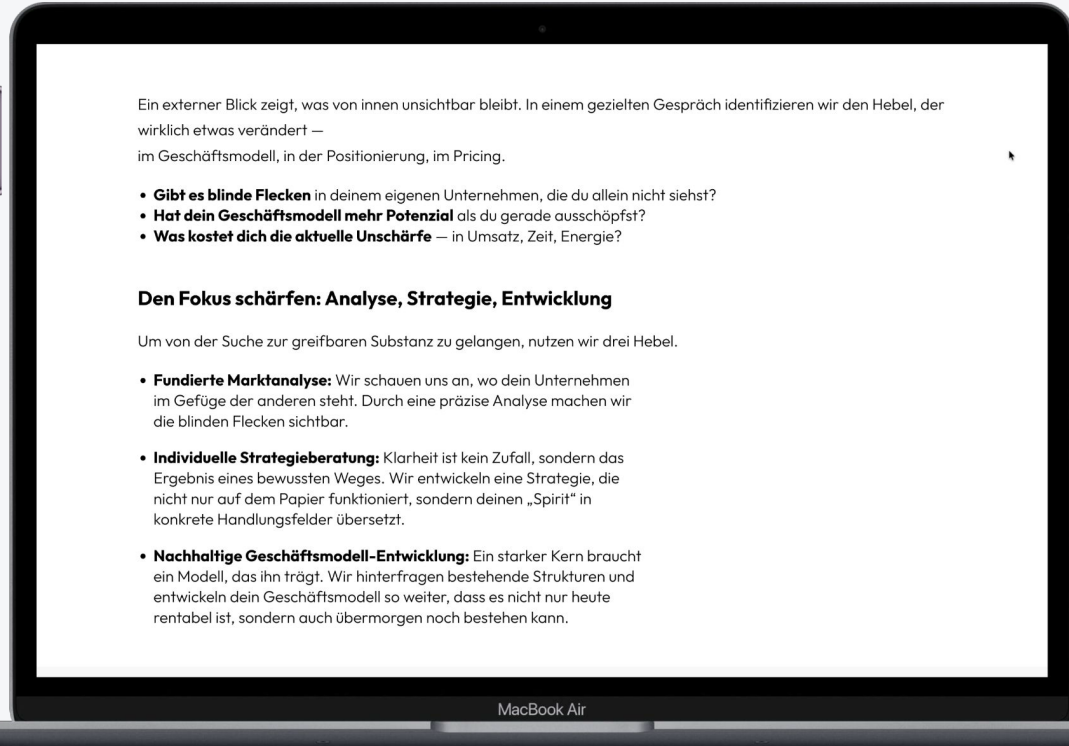 Ein externer Blick zeigt, was von innen unsichtbar bleibt. In einem gezielten Gespräch identifizieren wir den Hebel, der
wirklich etwas verändert —
im Geschäftsmodell, in der Positionierung, im Pricing.
• Gibt es blinde Flecken in deinem eigenen Unternehmen, die du allein nicht siehst?
• Hat dein Geschäftsmodell mehr Potenzial als du gerade ausschöpfst?
• Was kostet dich die aktuelle Unschärfe — in Umsatz, Zeit, Energie?
Den Fokus schärfen: Analyse, Strategie, Entwicklung
Um von der Suche zur greifbaren Substanz zu gelangen, nutzen wir drei Hebel.
• Fundierte Marktanalyse: Wir schauen uns an, wo dein Unternehmen
im Gefüge der anderen steht. Durch eine präzise Analyse machen wir
die blinden Flecken sichtbar.
• Individuelle Strategieberatung: Klarheit ist kein Zufall, sondern das
Ergebnis eines bewussten Weges. Wir entwickeln eine Strategie, die
nicht nur auf dem Papier funktioniert, sondern deinen „Spirit“ in
konkrete Handlungsfelder übersetzt.
• Nachhaltige Geschäftsmodell-Entwicklung: Ein starker Kern braucht
ein Modell, das ihn trägt. Wir hinterfragen bestehende Strukturen und
entwickeln dein Geschäftsmodell so weiter, dass es nicht nur heute
rentabel ist, sondern auch übermorgen noch bestehen kann.
MacBook Air